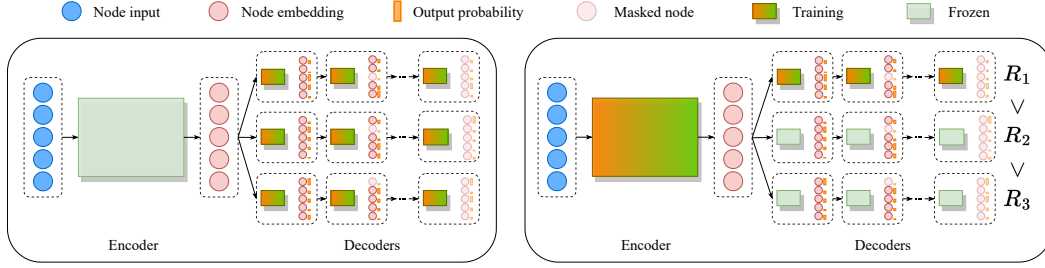 Node input Node embedding Output probability Masked node Training Frozen
R1
∨
R2
∨
R3
Encoder Decoders Encoder Decoders